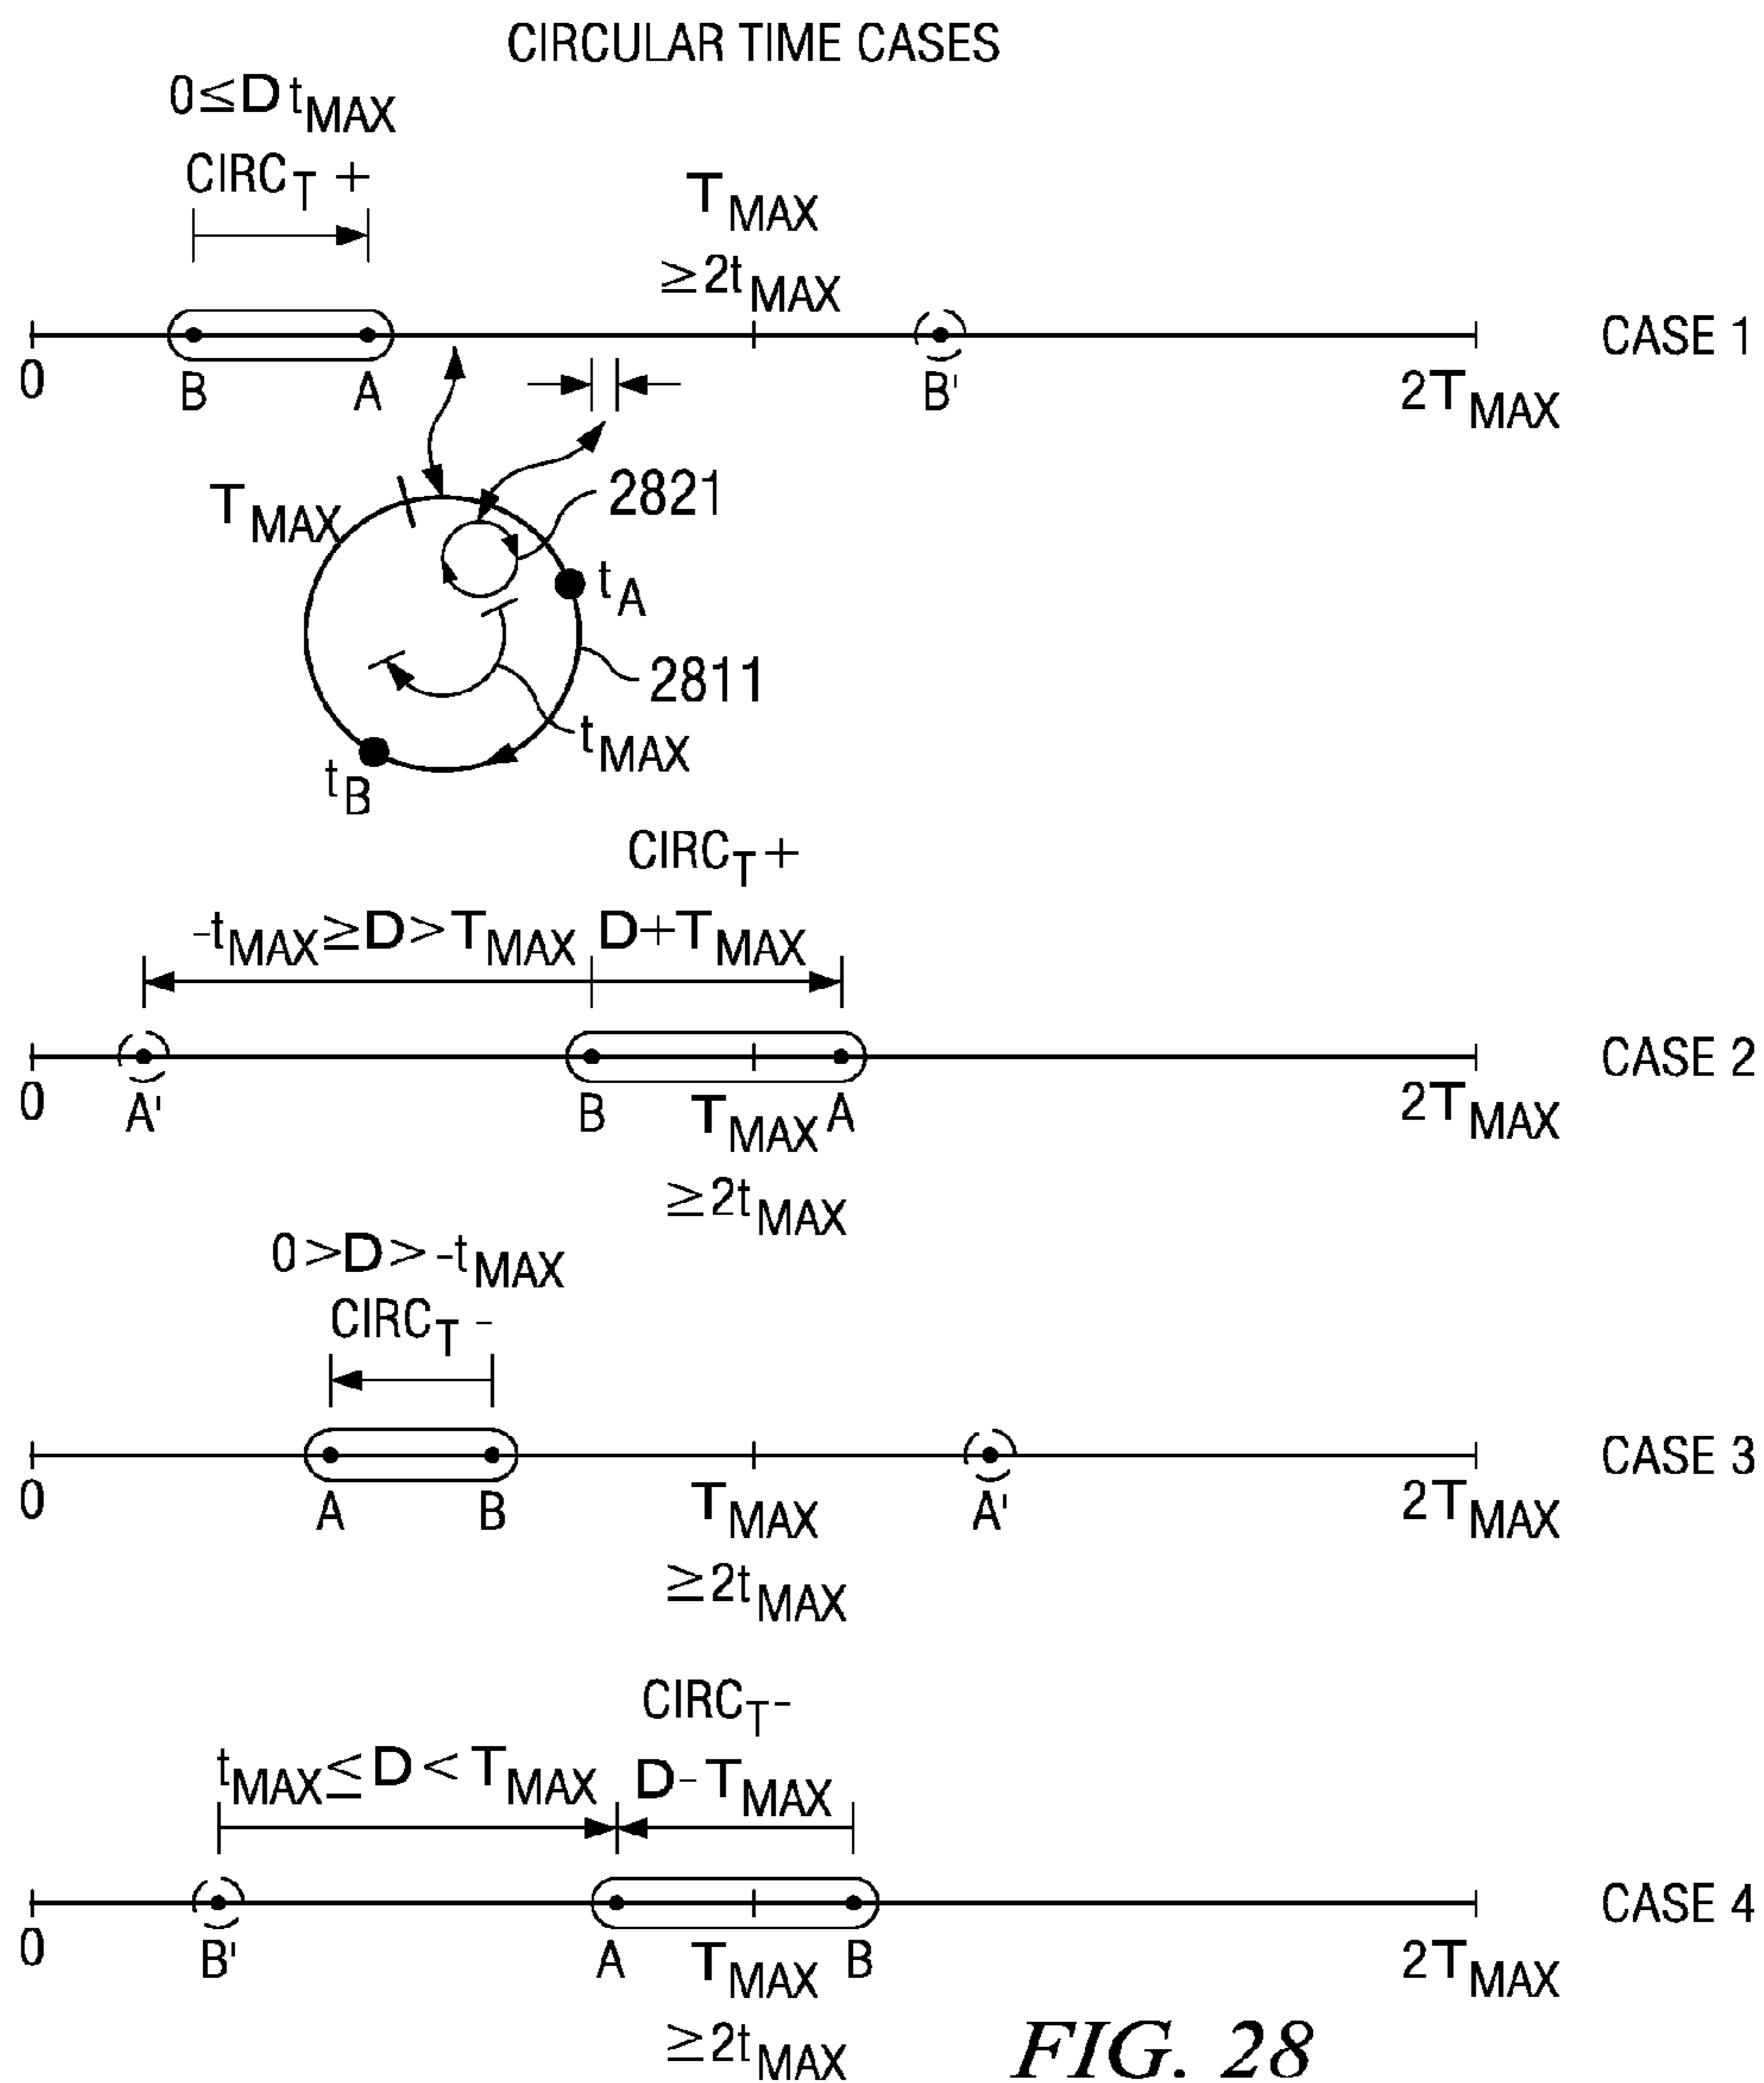 CIRCULAR TIME CASES
0≤D tMAX
CIRCT +
TMAX
≥2tMAX
0
B
A
B'
2TMAX
CASE 1
TMAX
2821
tA
2811
tMAX
tB
CIRCT+
-tMAX≥D>TMAX D+TMAX
0
A'
B
TMAX
A
2TMAX
CASE 2
≥2tMAX
0>D>-tMAX
CIRCT -
0
A
B
TMAX
A'
2TMAX
CASE 3
≥2tMAX
CIRCT-
tMAX≤D<TMAX D-TMAX
0
B'
A
TMAX
B
2TMAX
CASE 4
≥2tMAX
FIG. 28